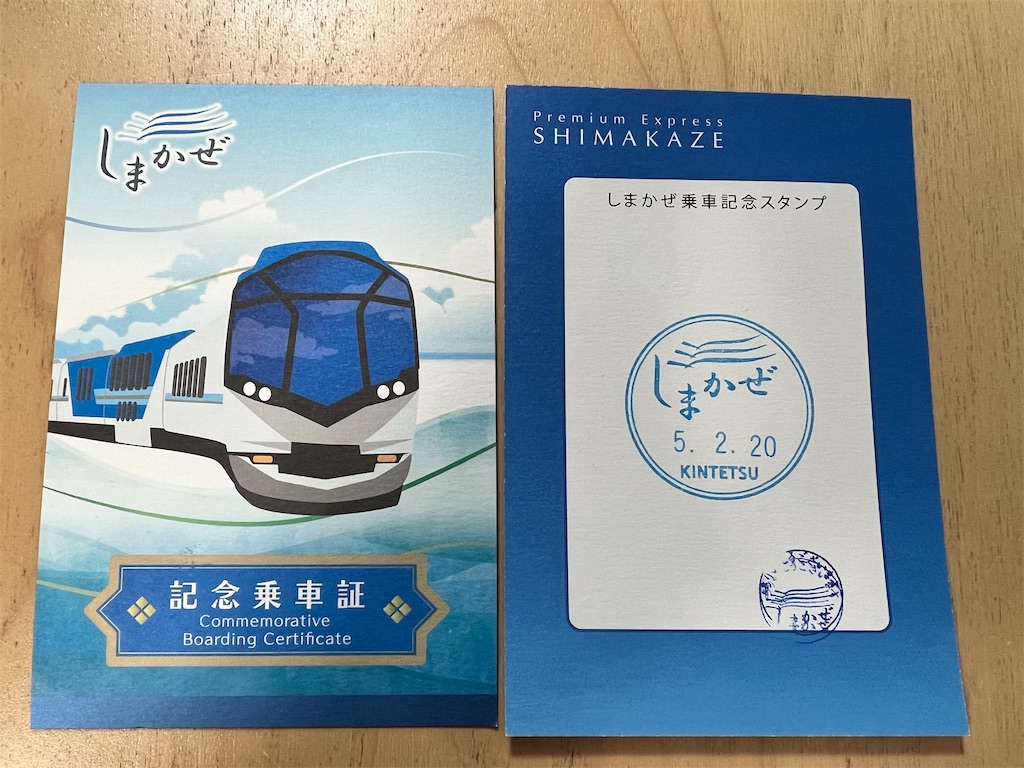 しまかぜ
記念乗車証
Commemorative
Boarding Certificate
Premium Express
SHIMAKAZE
しまかぜ乗車記念スタンプ
しまかぜ
5. 2. 20
KINTETSU